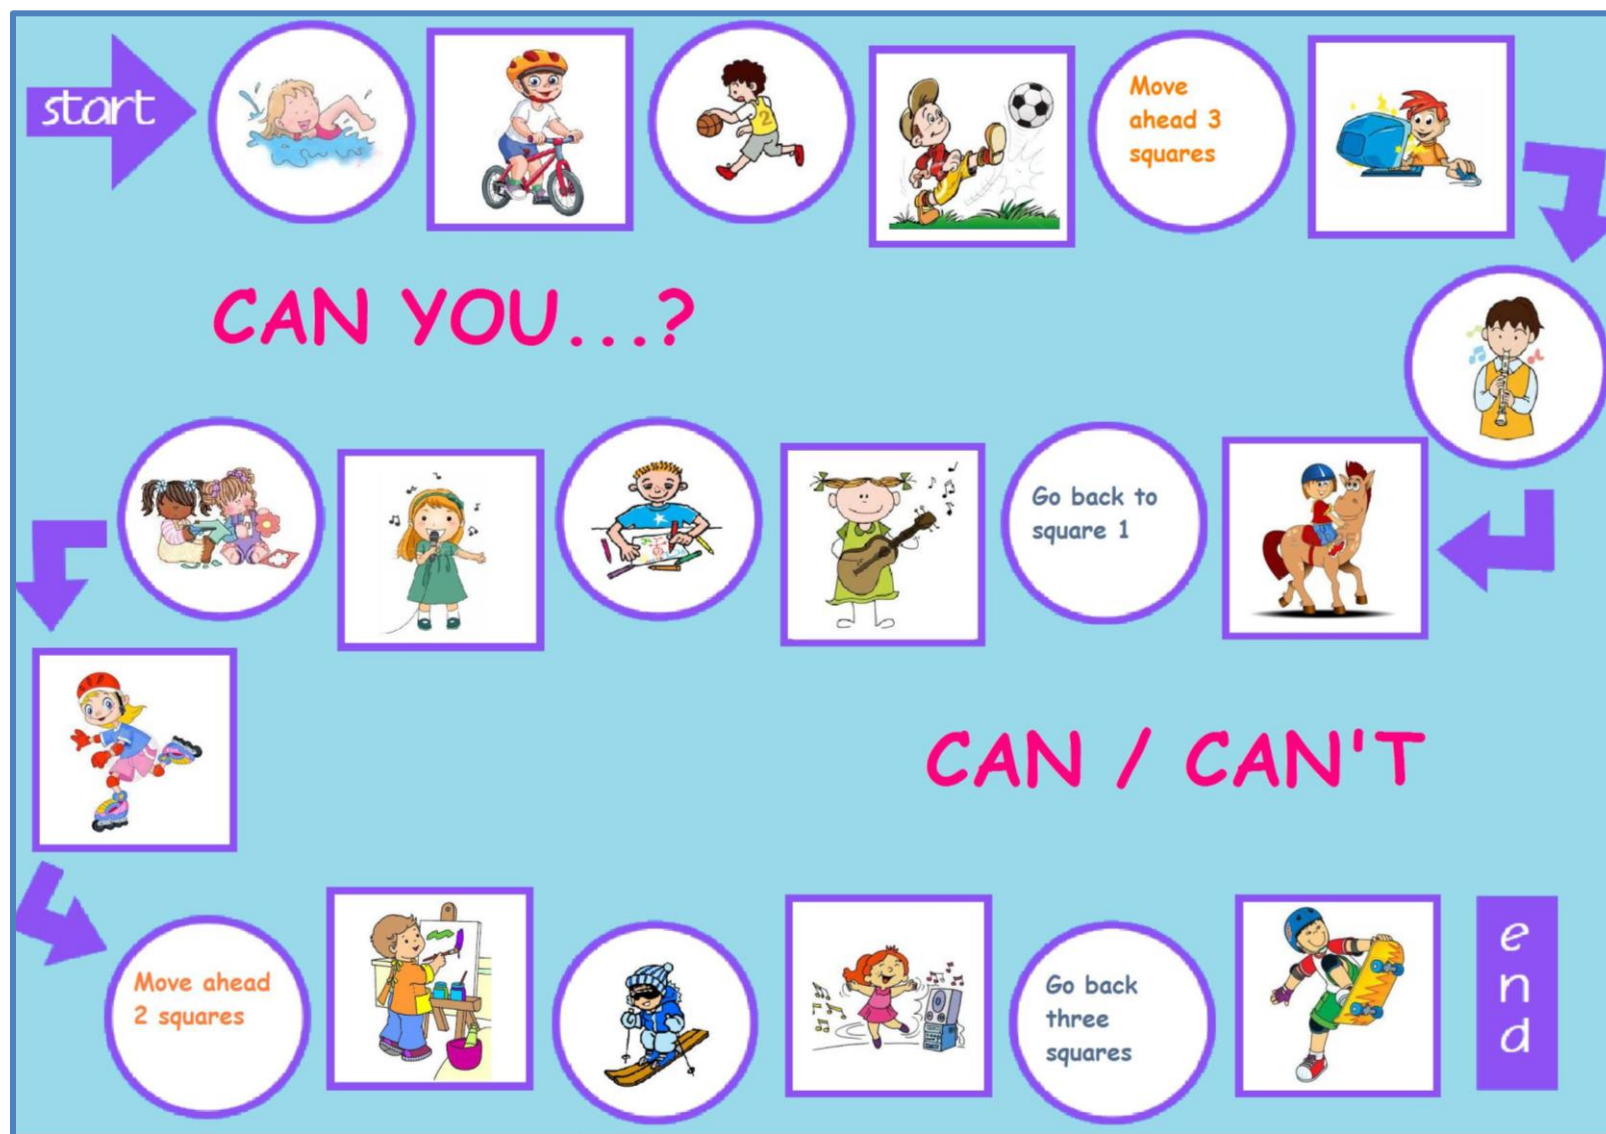 start
Move
ahead 3
squares
CAN YOU...?
Go back to
square 1
CAN / CAN'T
Move ahead
2 squares
Go back
three
squares
e
n
d